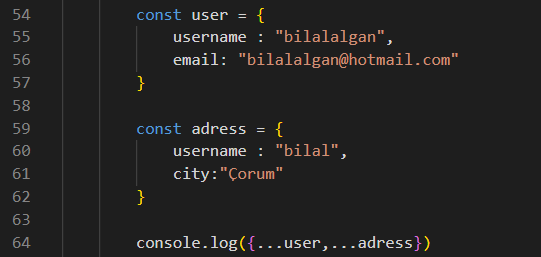 54 const user = {
55 username : "bilalalgan",
56 email: "bilalalgan@hotmail.com"
57 }
58
59 const adress = {
60 username : "bilal",
61 city:"Çorum"
62 }
63
64 console.log({...user,...adress})